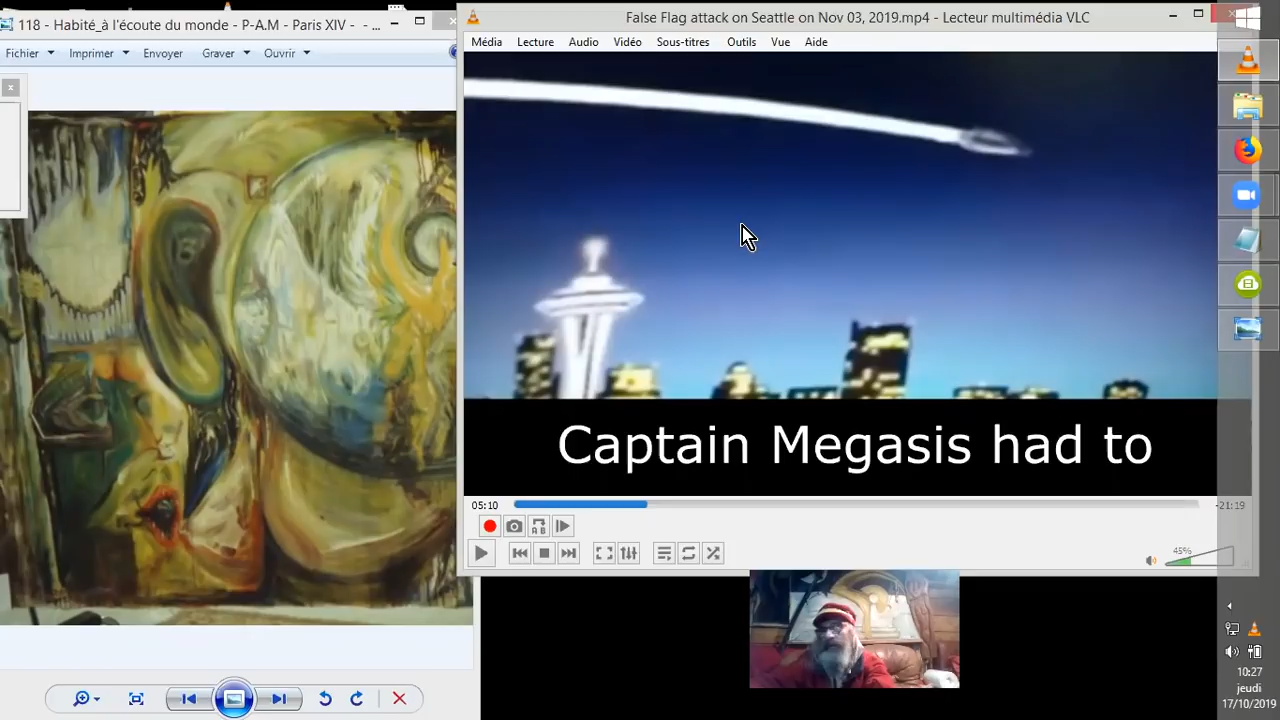 118 - Habité_à l'écoute du monde - P-A-M - Paris XIV - - ...
Fichier Imprimer Envoyer Graver Ouvrir
False Flag attack on Seattle on Nov 03, 2019.mp4 - Lecteur multimédia VLC
Média Lecture Audio Vidéo Sous-titres Outils Vue Aide
Captain Megasis had to
05:10
-21:19
A B
45%
10:27
jeudi
17/10/2019